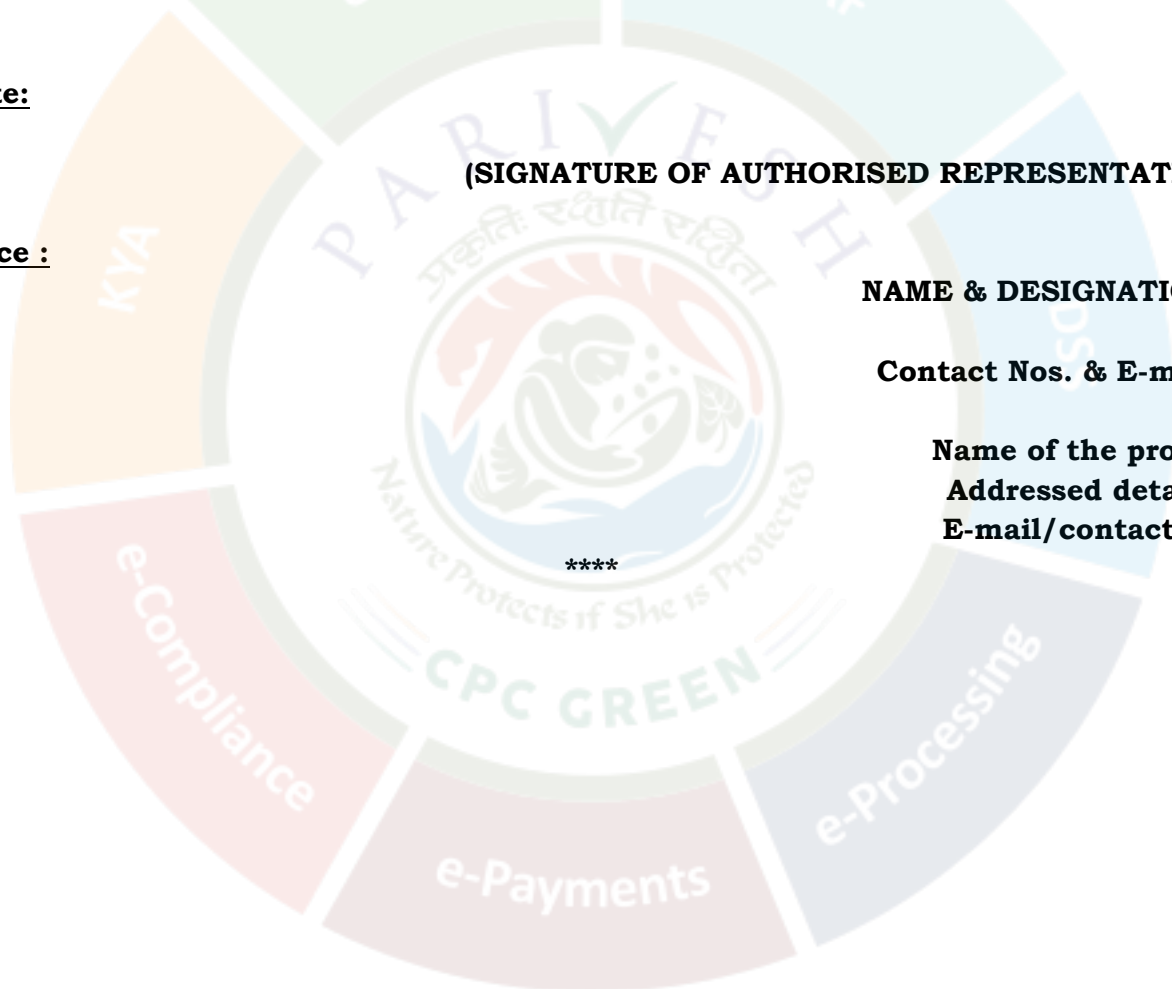 te:
(SIGNATURE OF AUTHORISED REPRESENTAT
ce :
NAME & DESIGNATI
Contact Nos. & E-m
Name of the pro
Addressed deta
E-mail/contact
****
PARIVESH
प्रकृतिः रक्षति रक्षिता
Nature Protects if She is Protected
CPC GREEN
KYA
DSS
e-Compliance
e-Payments
e-Processing